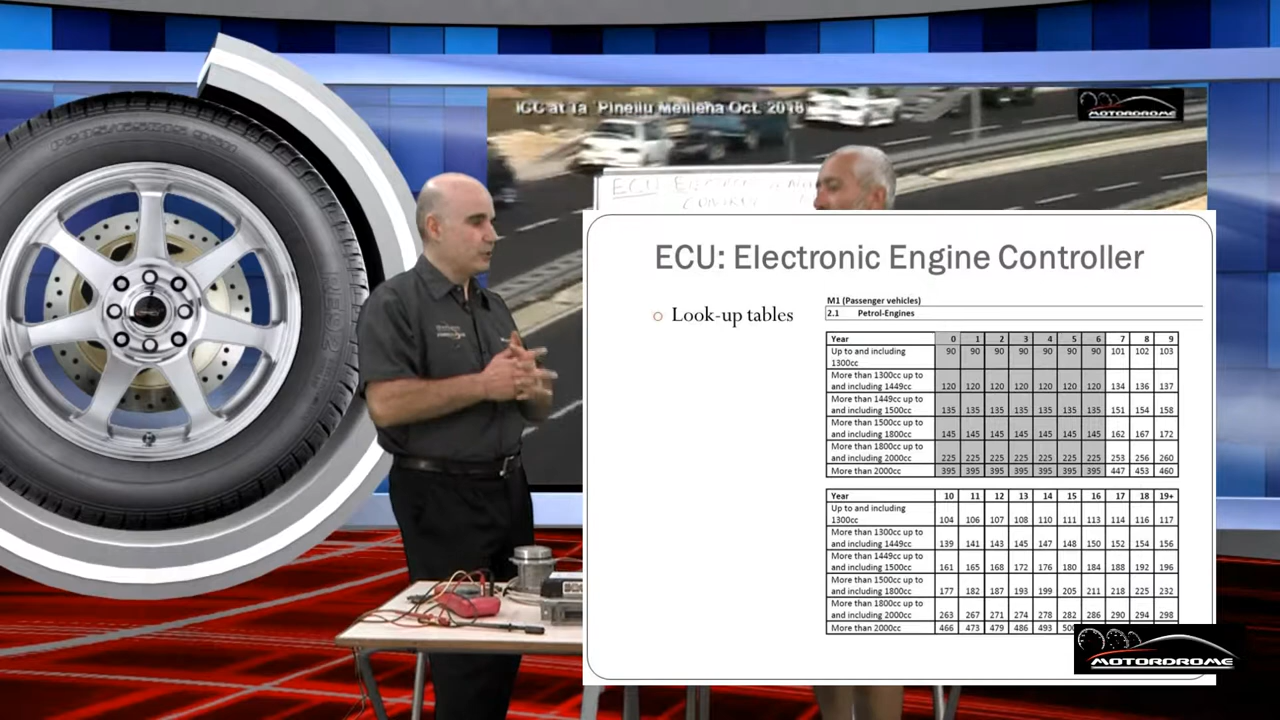 ICC at Ta' Pinellu Mellieħa Oct. 2018
MOTORDROME
ECU
ECU: Electronic Engine Controller
Look-up tables
M1 (Passenger vehicles)
2.1 Petrol-Engines
Year 0 1 2 3 4 5 6 7 8 9
Up to and including 90 90 90 90 90 90 90 101 102 103
1300cc
More than 1300cc up
to and including 1449cc 120 120 120 120 120 120 120 134 136 137
More than 1449cc up
to and including 1500cc 135 135 135 135 135 135 135 151 154 158
More than 1500cc up to
and including 1800cc 145 145 145 145 145 145 145 162 167 172
More than 1800cc up to
and including 2000cc 225 225 225 225 225 225 225 253 256 260
More than 2000cc 395 395 395 395 395 395 395 447 453 460
Year 10 11 12 13 14 15 16 17 18 19+
Up to and including
1300cc 104 106 107 108 110 111 113 114 116 117
More than 1300cc up
to and including 1449cc 139 141 143 145 147 148 150 152 154 156
More than 1449cc up
to and including 1500cc 161 165 168 172 176 180 184 188 192 196
More than 1500cc up to
and including 1800cc 177 182 187 193 199 205 211 218 225 232
More than 1800cc up to
and including 2000cc 263 267 271 274 278 282 286 290 294 298
More than 2000cc 466 473 479 486 493
MOTORDROME